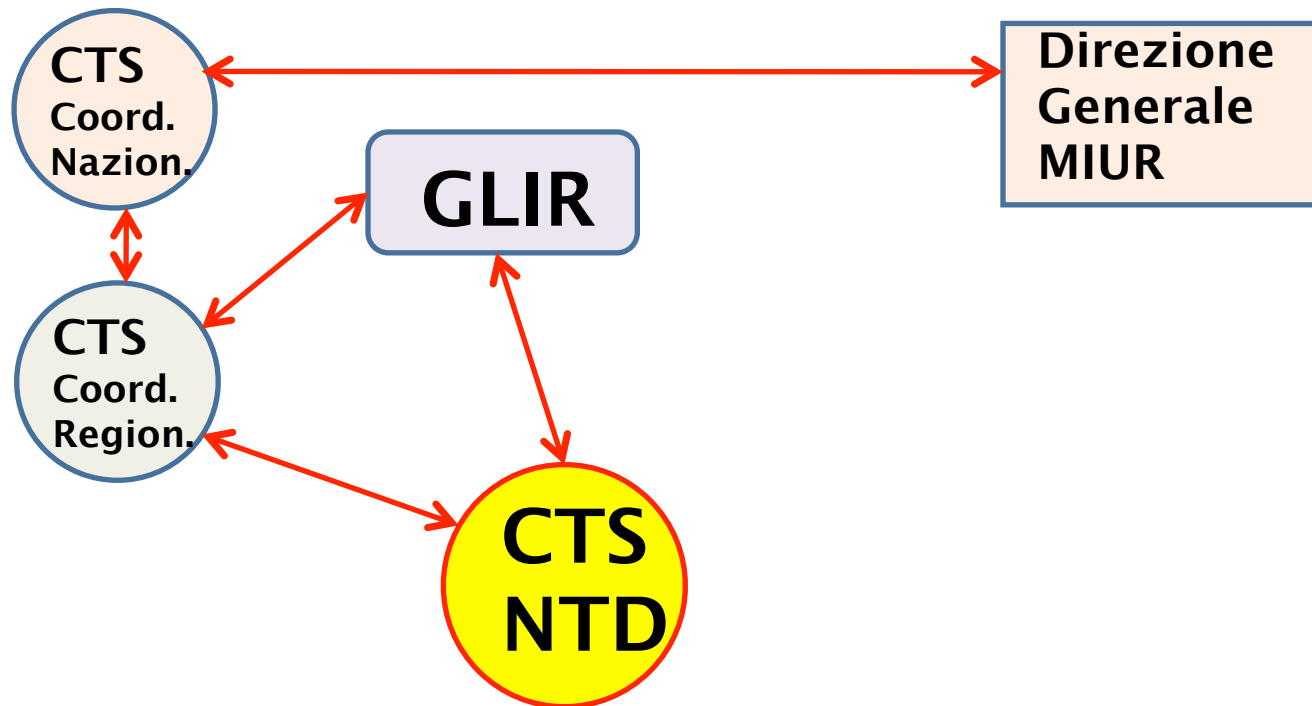 CTS
Coord.
Nazion.
Direzione
Generale
MIUR
GLIR
CTS
Coord.
Region.
CTS
NTD